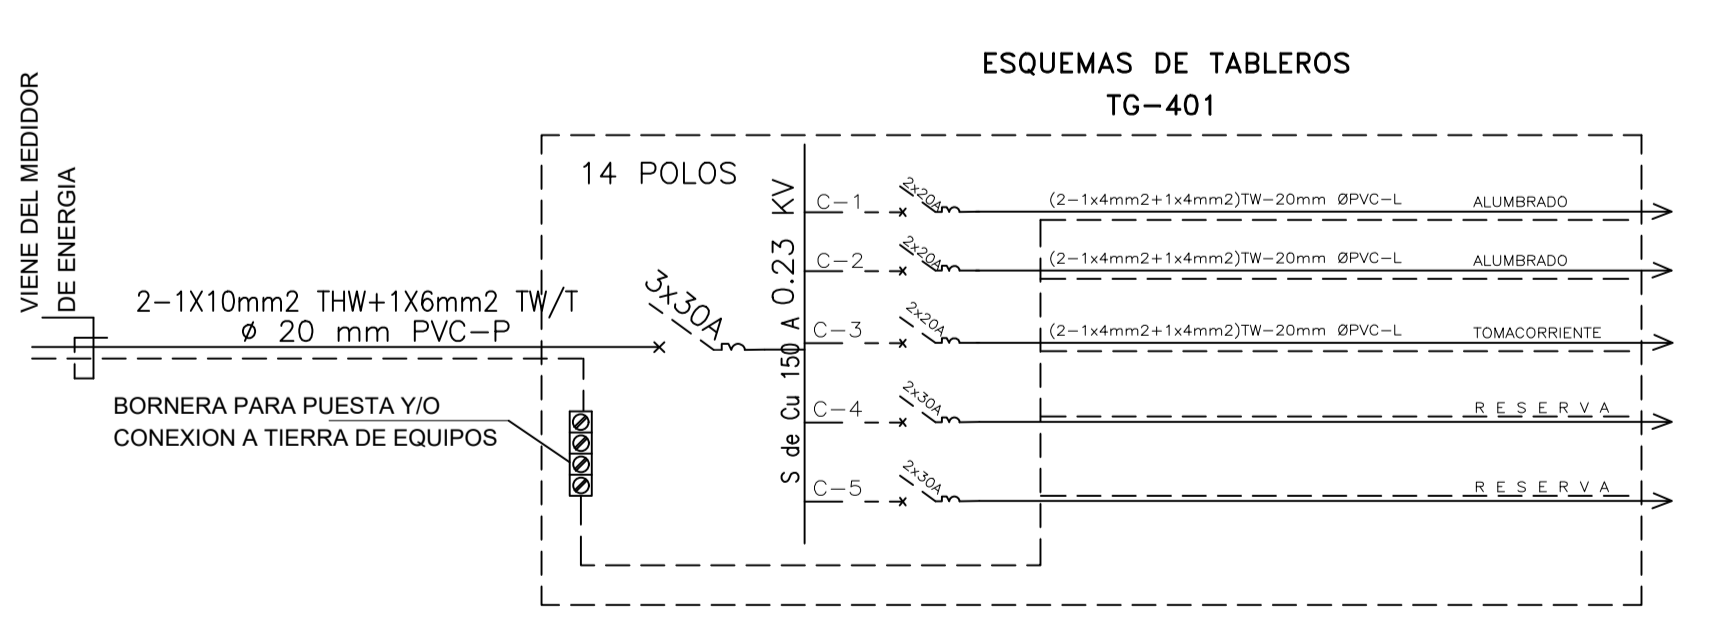 ESQUEMAS DE TABLEROS
TG-401
VIENE DEL MEDIDOR
DE ENERGIA
2-1X10mm2 THW+1X6mm2 TW/T
Ø 20 mm PVC-P
BORNERA PARA PUESTA Y/O
CONEXION A TIERRA DE EQUIPOS
14 POLOS
3x30A
S de Cu 150 A 0.23 KV
C-1 2x20A (2-1x4mm2+1x4mm2)TW-20mm ØPVC-L ALUMBRADO
C-2 2x20A (2-1x4mm2+1x4mm2)TW-20mm ØPVC-L ALUMBRADO
C-3 2x20A (2-1x4mm2+1x4mm2)TW-20mm ØPVC-L TOMACORRIENTE
C-4 2x30A R E S E R V A
C-5 2x30A R E S E R V A